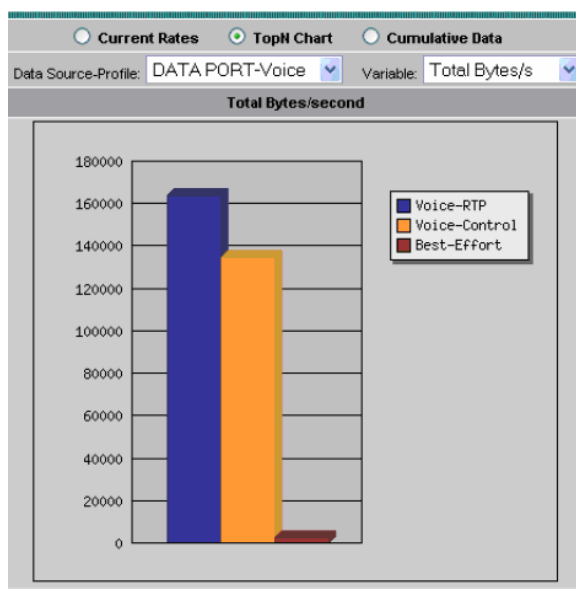 Current Rates TopN Chart Cumulative Data
Data Source-Profile: DATA PORT-Voice Variable: Total Bytes/s
Total Bytes/second
180000
160000
140000
120000
100000
80000
60000
40000
20000
0
Voice-RTP
Voice-Control
Best-Effort